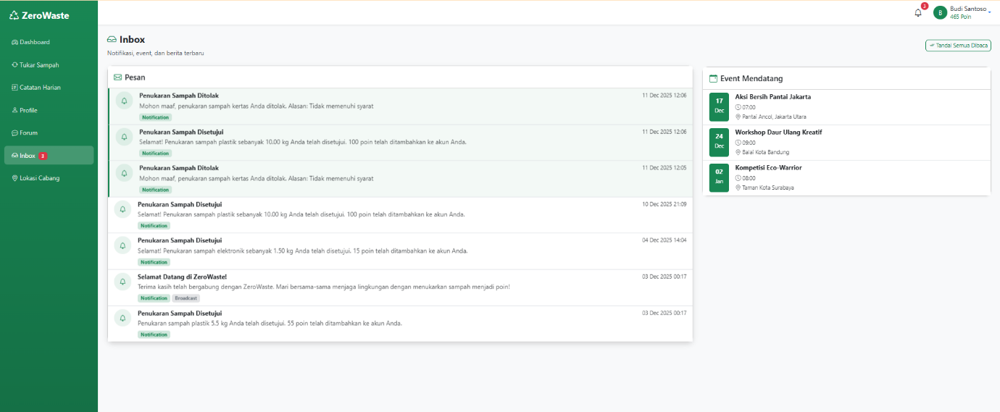 ZeroWaste
Dashboard
Tukar Sampah
Catatan Harian
Profile
Forum
Inbox 3
Lokasi Cabang
3
B
Budi Santoso
465 Poin
Inbox
Notifikasi, event, dan berita terbaru
Tandai Semua Dibaca
Pesan
Penukaran Sampah Ditolak 11 Dec 2025 12:06
Mohon maaf, penukaran sampah kertas Anda ditolak. Alasan: Tidak memenuhi syarat
Notification
Penukaran Sampah Disetujui 11 Dec 2025 12:06
Selamat! Penukaran sampah plastik sebanyak 10.00 kg Anda telah disetujui. 100 poin telah ditambahkan ke akun Anda.
Notification
Penukaran Sampah Ditolak 11 Dec 2025 12:05
Mohon maaf, penukaran sampah kertas Anda ditolak. Alasan: Tidak memenuhi syarat
Notification
Penukaran Sampah Disetujui 10 Dec 2025 21:09
Selamat! Penukaran sampah plastik sebanyak 10.00 kg Anda telah disetujui. 100 poin telah ditambahkan ke akun Anda.
Notification
Penukaran Sampah Disetujui 04 Dec 2025 14:04
Selamat! Penukaran sampah elektronik sebanyak 1.50 kg Anda telah disetujui. 15 poin telah ditambahkan ke akun Anda.
Notification
Selamat Datang di ZeroWaste! 03 Dec 2025 00:17
Terima kasih telah bergabung dengan ZeroWaste. Mari bersama-sama menjaga lingkungan dengan menukarkan sampah menjadi poin!
Notification Broadcast
Penukaran Sampah Disetujui 03 Dec 2025 00:17
Penukaran sampah plastik 5.5 kg Anda telah disetujui. 55 poin telah ditambahkan ke akun Anda.
Notification
Event Mendatang
17 Dec
Aksi Bersih Pantai Jakarta
07:00
Pantai Ancol, Jakarta Utara
24 Dec
Workshop Daur Ulang Kreatif
09:00
Balai Kota Bandung
02 Jan
Kompetisi Eco-Warrior
08:00
Taman Kota Surabaya